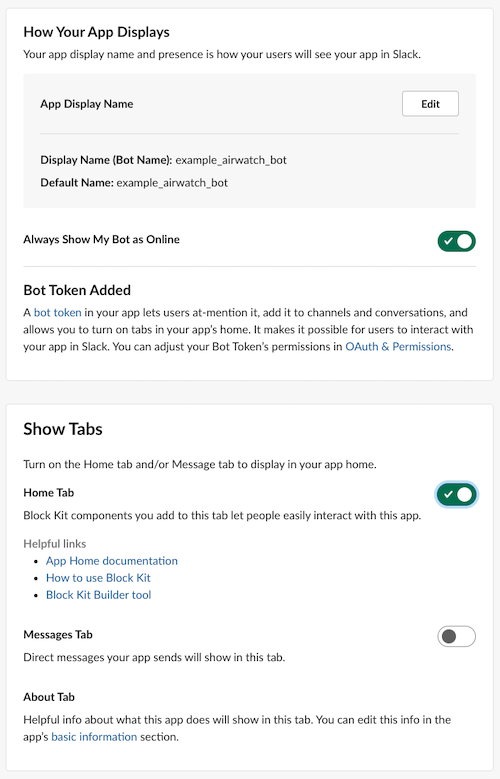 How Your App Displays
Your app display name and presence is how your users will see your app in Slack.
App Display Name
Edit
Display Name (Bot Name): example_airwatch_bot
Default Name: example_airwatch_bot
Always Show My Bot as Online
Bot Token Added
A bot token in your app lets users at-mention it, add it to channels and conversations, and
allows you to turn on tabs in your app's home. It makes it possible for users to interact with
your app in Slack. You can adjust your Bot Token's permissions in OAuth & Permissions.
Show Tabs
Turn on the Home tab and/or Message tab to display in your app home.
Home Tab
Block Kit components you add to this tab let people easily interact with this app.
Helpful links
• App Home documentation
• How to use Block Kit
• Block Kit Builder tool
Messages Tab
Direct messages your app sends will show in this tab.
About Tab
Helpful info about what this app does will show in this tab. You can edit this info in the
app's basic information section.